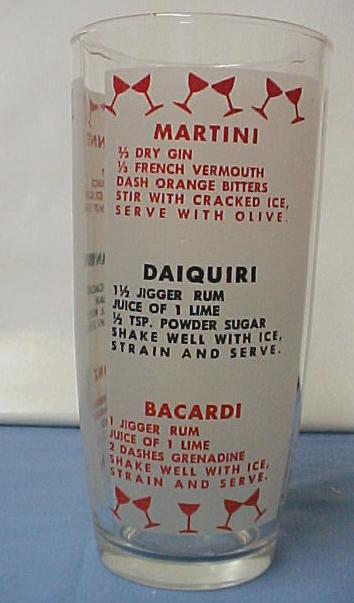 MARTINI
⅔ DRY GIN
⅓ FRENCH VERMOUTH
DASH ORANGE BITTERS
STIR WITH CRACKED ICE,
SERVE WITH OLIVE.
DAIQUIRI
1½ JIGGER RUM
JUICE OF 1 LIME
½ TSP. POWDER SUGAR
SHAKE WELL WITH ICE,
STRAIN AND SERVE.
BACARDI
1 JIGGER RUM
JUICE OF 1 LIME
2 DASHES GRENADINE
SHAKE WELL WITH ICE,
STRAIN AND SERVE.